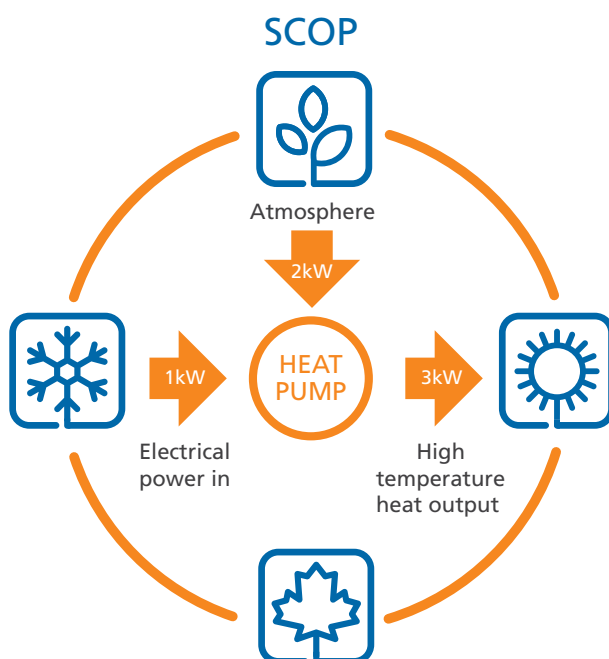 SCOP
Atmosphere
2kW
1kW
HEAT
PUMP
3kW
Electrical
power in
High
temperature
heat output